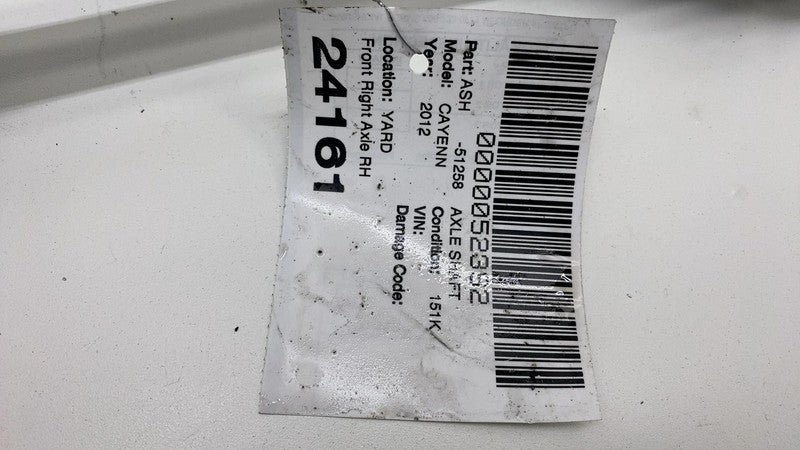 0000052392
Part: ASH -51258 AXLE SHAFT
Model: CAYENN Condition: 151K
Year: 2012 VIN:
Damage Code:
Location: YARD
Front Right Axle RH
24161